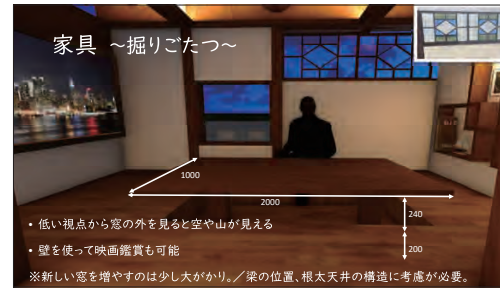 家具 ～掘りごたつ～
1000
2000
240
200
• 低い視点から窓の外を見ると空や山が見える
• 壁を使って映画鑑賞も可能
※新しい窓を増やすのは少し大がかり。／梁の位置、根太天井の構造に考慮が必要。